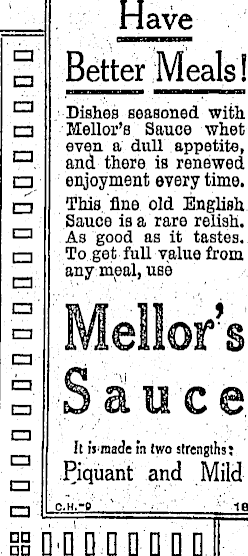 Have
Better Meals!
Dishes seasoned with
Mellor's Sauce whet
even a dull appetite,
and there is renewed
enjoyment every time.
This fine old English
Sauce is a rare relish.
As good as it tastes.
To get full value from
any meal, use
Mellor's
Sauce
It is made in two strengths:
Piquant and Mild
C.H.-9 18